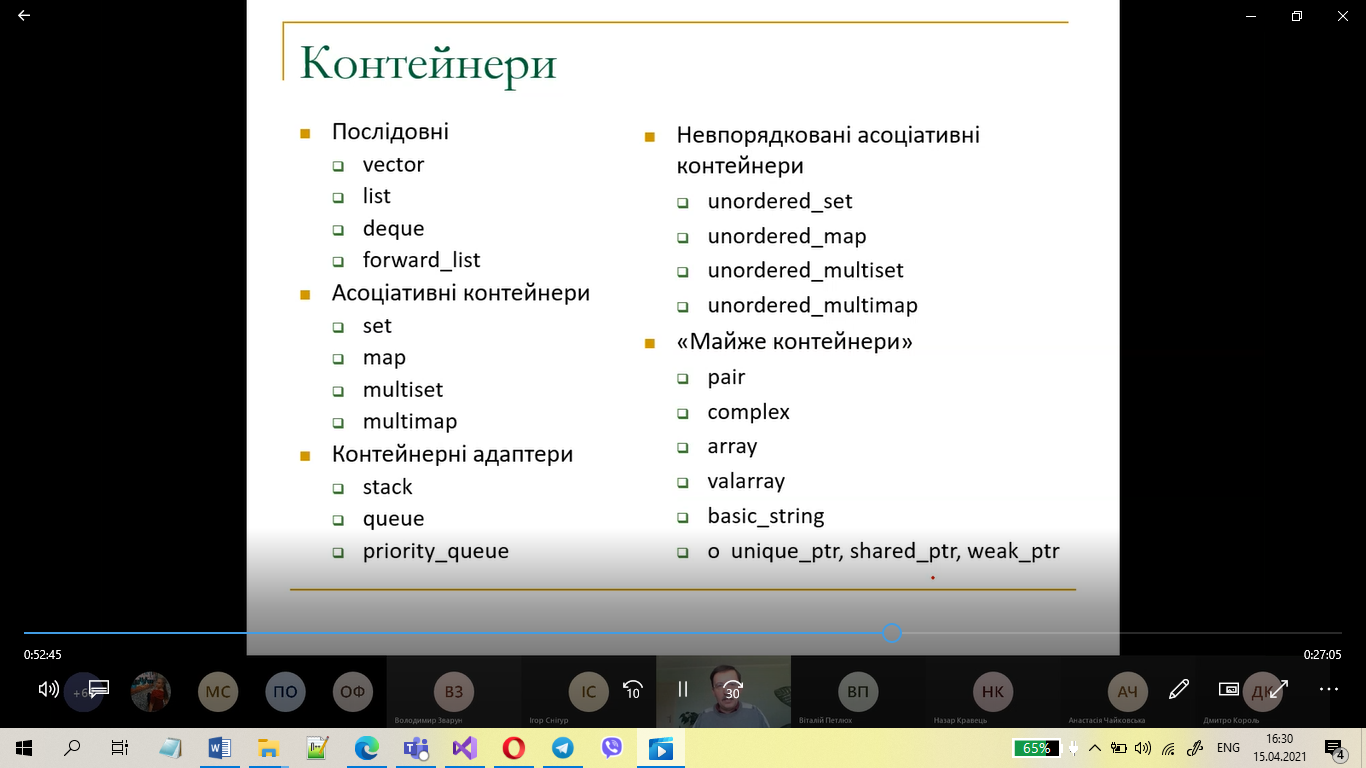 Контейнери
Послідовні
vector
list
deque
forward_list
Асоціативні контейнери
set
map
multiset
multimap
Контейнерні адаптери
stack
queue
priority_queue
Невпорядковані асоціативні
контейнери
unordered_set
unordered_map
unordered_multiset
unordered_multimap
«Майже контейнери»
pair
complex
array
valarray
basic_string
o unique_ptr, shared_ptr, weak_ptr
0:52:45
0:27:05
+6
МС
ПО
ОФ
ВЗ
Володимир Зварун
ІС
Ігор Снігур
10
30
ВП
Віталій Петлюх
НК
Назар Кравець
АЧ
Анастасія Чайковська
ДК
Дмитро Король
65%
ENG
16:30
15.04.2021
4